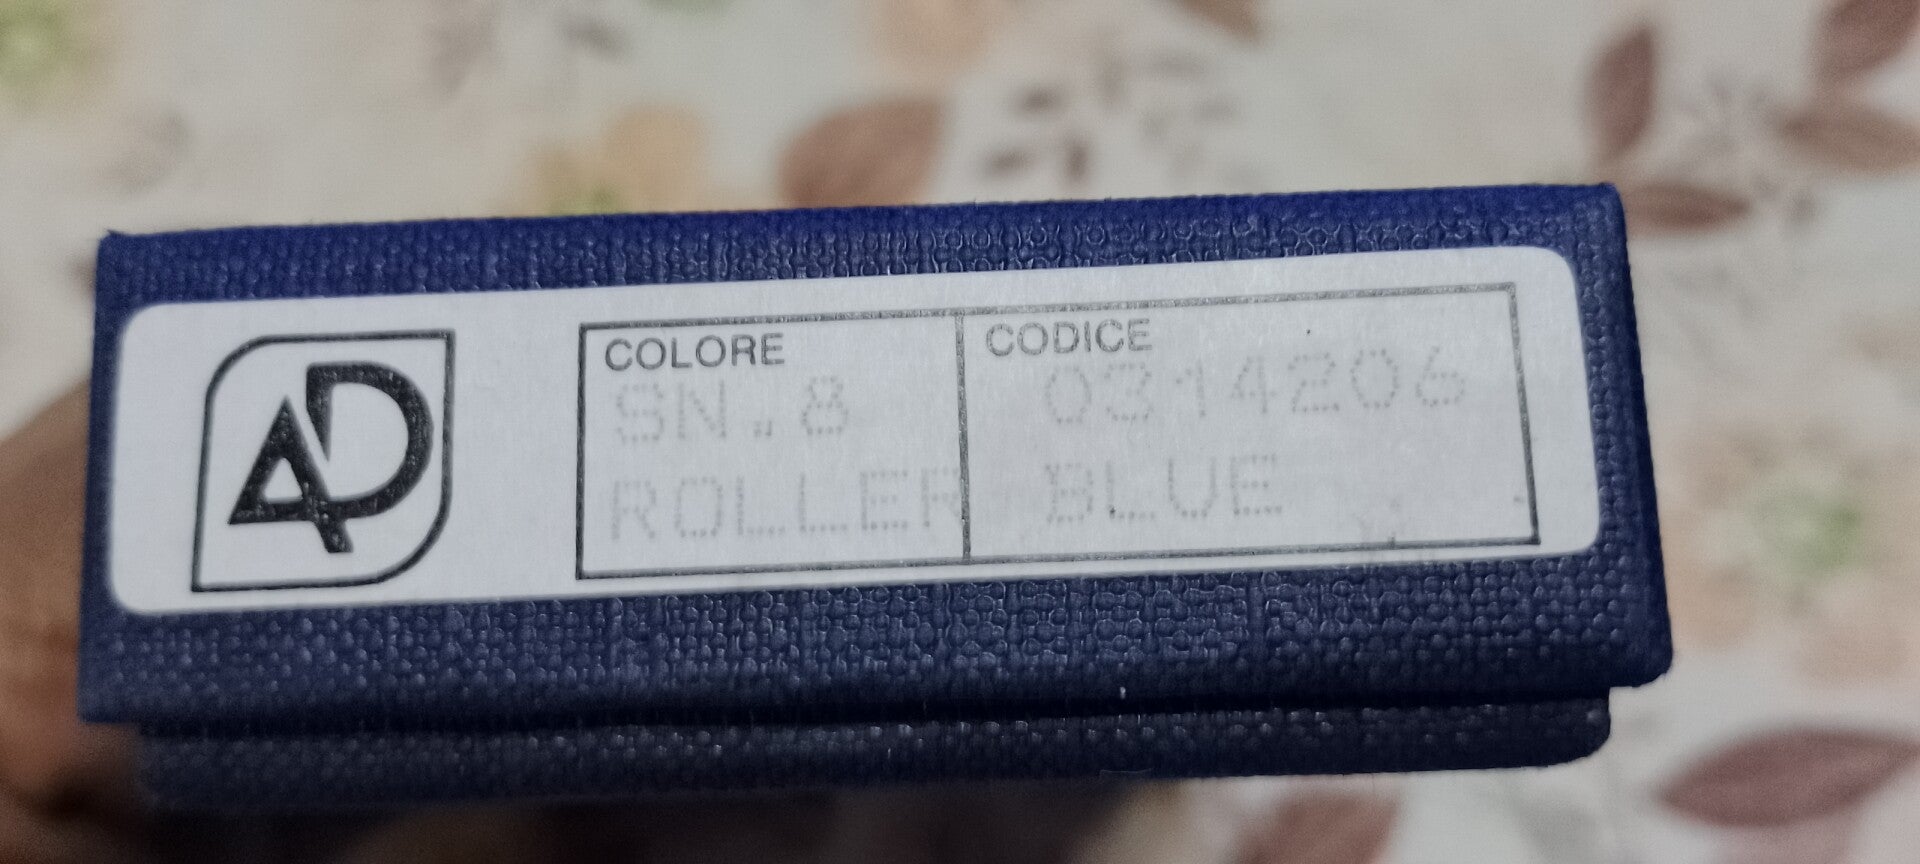 AD
COLORE
SN.8
ROLLER
CODICE
0314206
BLUE